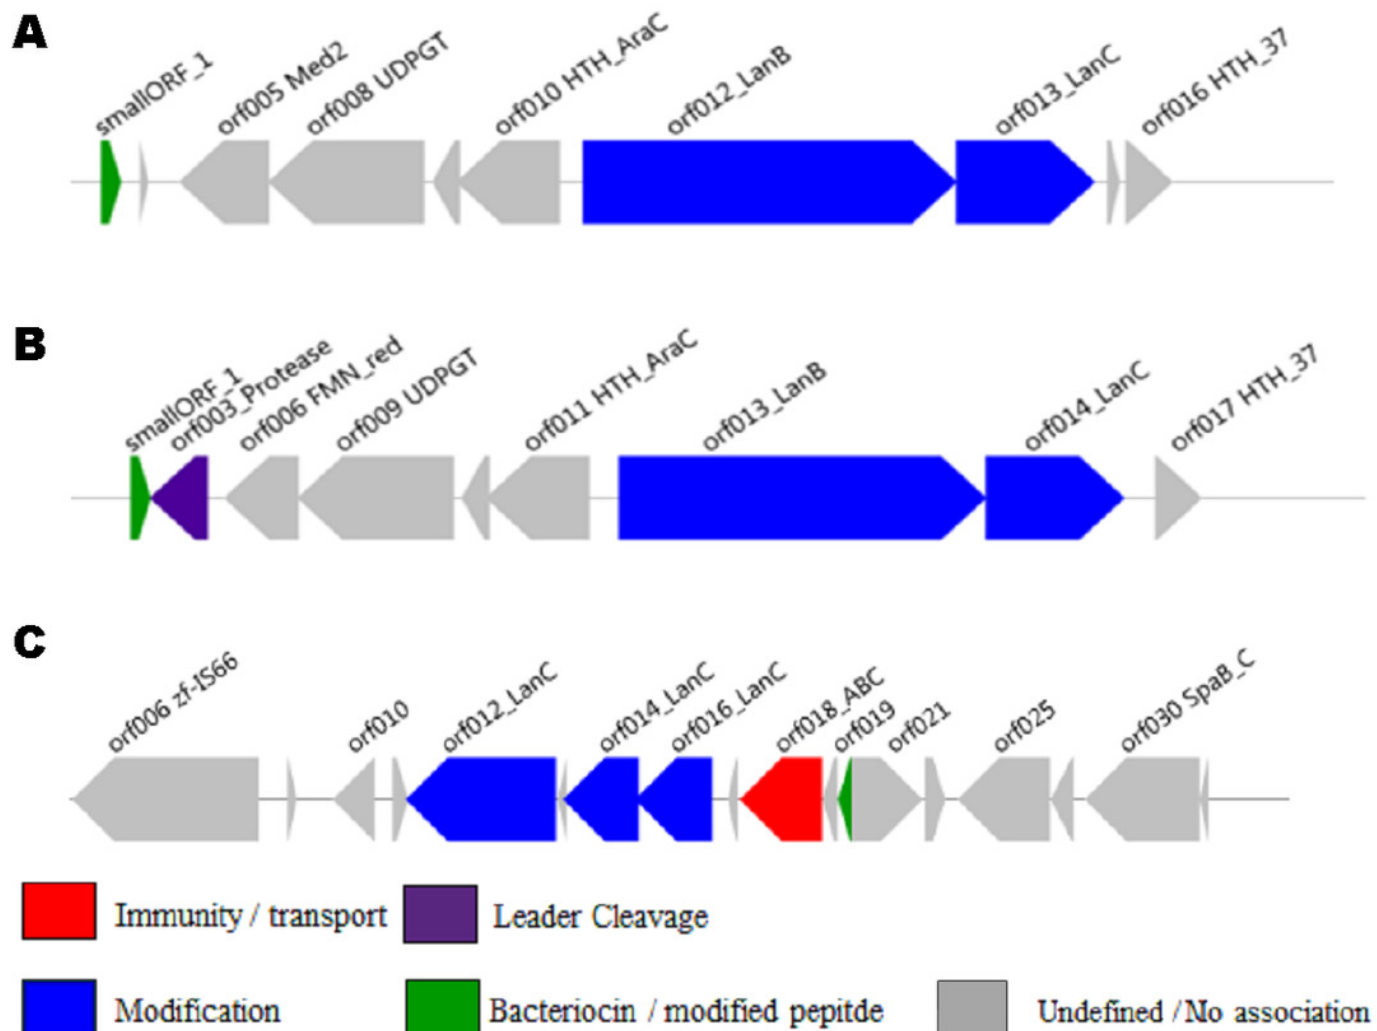 A
smallORF_1
orf005 Med2
orf008 UDPGT
orf010 HTH_AraC
orf012_LanB
orf013_LanC
orf016 HTH_37
B
smallORF_1
orf003_Protease
orf006 FMN_red
orf009 UDPGT
orf011 HTH_AraC
orf013_LanB
orf014_LanC
orf017 HTH_37
C
orf006 zf-IS66
orf010
orf012_LanC
orf014_LanC
orf016_LanC
orf018_ABC
orf019
orf021
orf025
orf030 SpaB_C
Immunity / transport
Leader Cleavage
Modification
Bacteriocin / modified pepitde
Undefined / No association